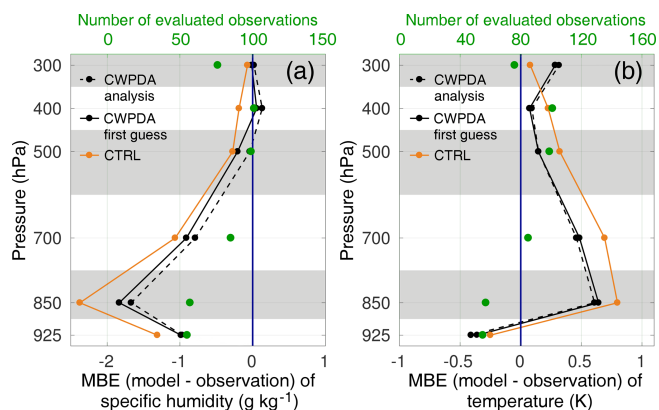 Number of evaluated observations
0 50 100 150
300
400
500
700
850
925
Pressure (hPa)
(a)
CWPDA
analysis
CWPDA
first guess
CTRL
-2 -1 0 1
MBE (model - observation) of
specific humidity (g kg-1)
Number of evaluated observations
0 40 80 120 160
300
400
500
700
850
925
Pressure (hPa)
(b)
CWPDA
analysis
CWPDA
first guess
CTRL
-1 -0.5 0 0.5 1
MBE (model - observation) of
temperature (K)